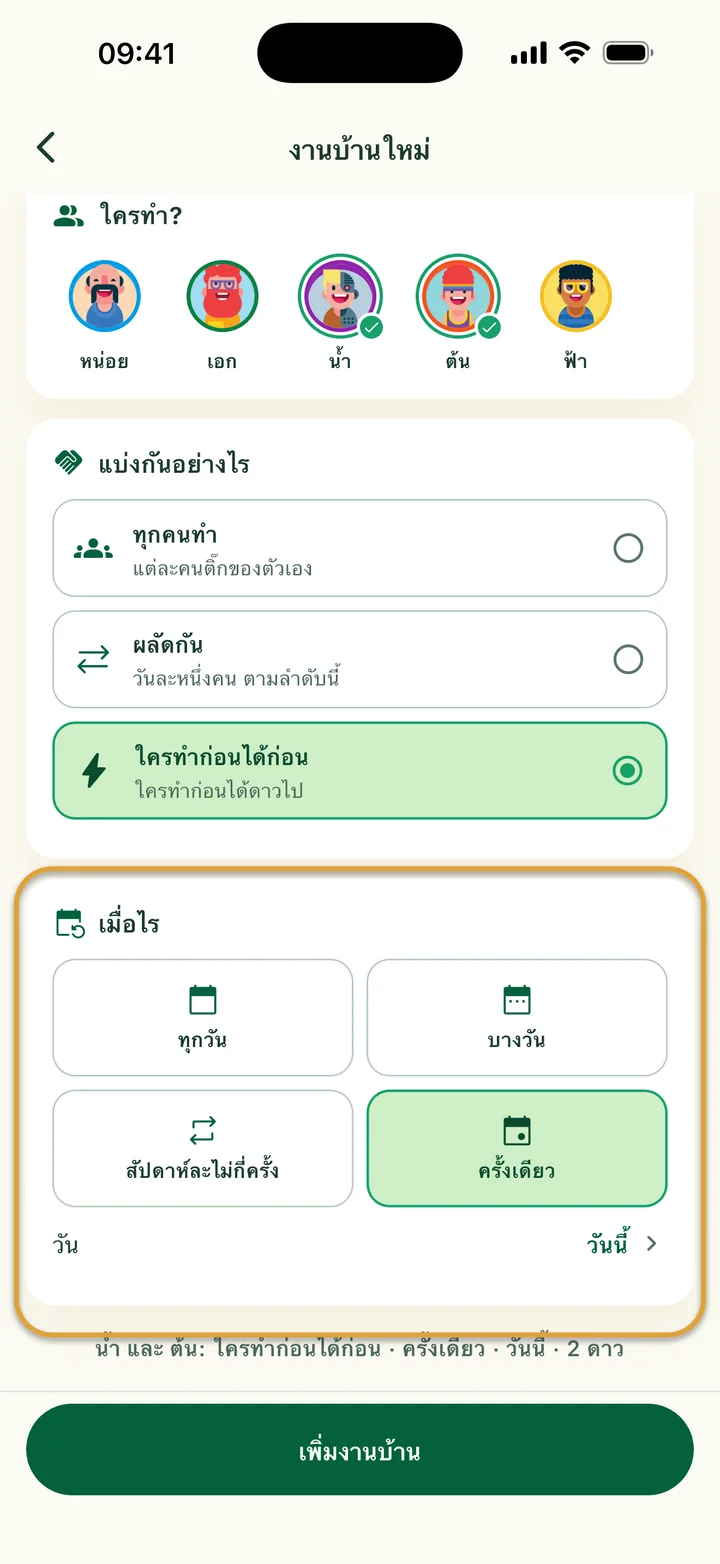 09:41
งานบ้านใหม่
ใครทำ?
หน่อย
เอก
น้ำ
ต้น
ฟ้า
แบ่งกันอย่างไร
ทุกคนทำ
แต่ละคนติ๊กของตัวเอง
ผลัดกัน
วันละหนึ่งคน ตามลำดับนี้
ใครทำก่อนได้ก่อน
ใครทำก่อนได้ดาวไป
เมื่อไร
ทุกวัน
บางวัน
สัปดาห์ละไม่กี่ครั้ง
ครั้งเดียว
วัน
วันนี้
น้ำ และ ต้น: ใครทำก่อนได้ก่อน · ครั้งเดียว · วันนี้ · 2 ดาว
เพิ่มงานบ้าน